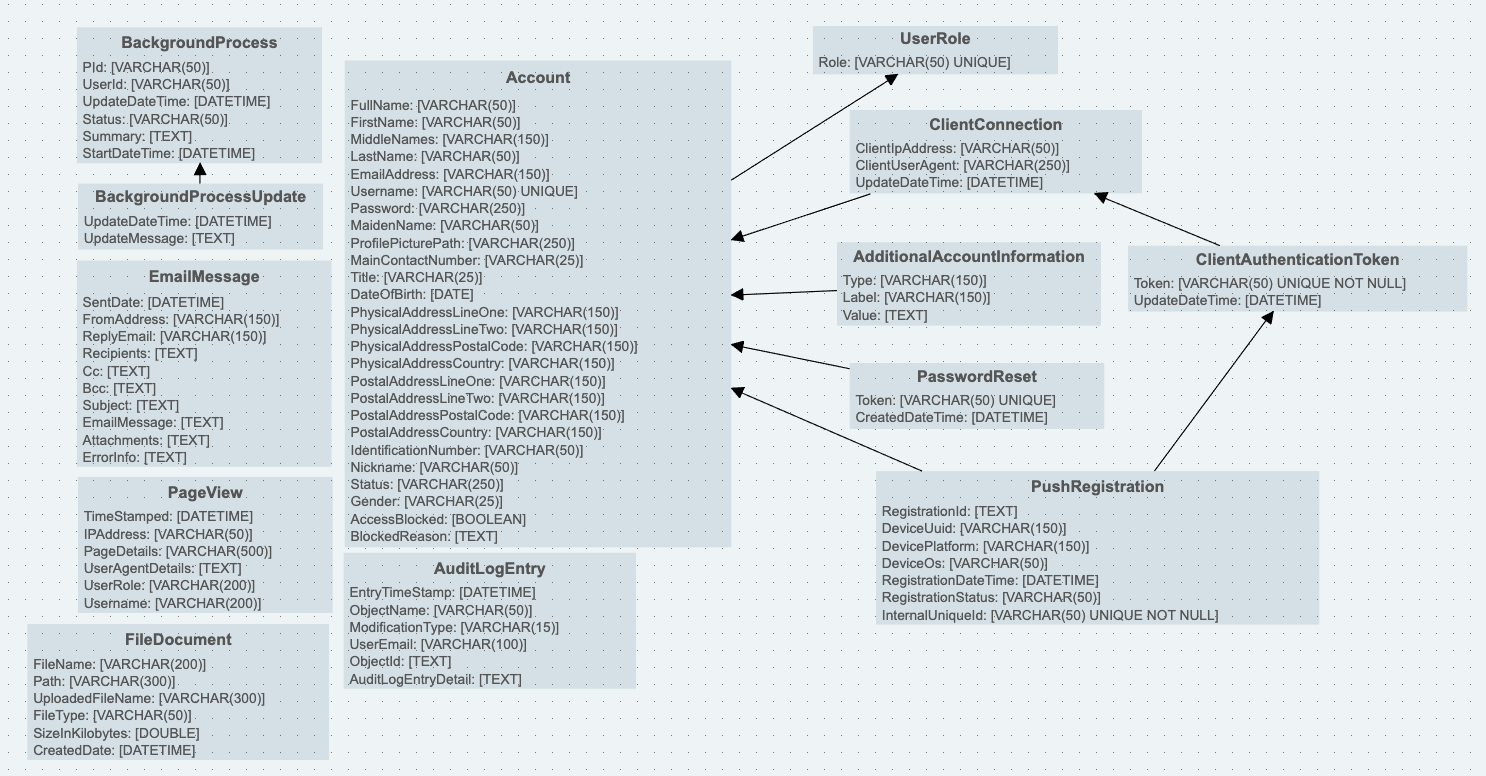 BackgroundProcess
PId: [VARCHAR(50)]
UserId: [VARCHAR(50)]
UpdateDateTime: [DATETIME]
Status: [VARCHAR(50)]
Summary: [TEXT]
StartDateTime: [DATETIME]
BackgroundProcessUpdate
UpdateDateTime: [DATETIME]
UpdateMessage: [TEXT]
EmailMessage
SentDate: [DATETIME]
FromAddress: [VARCHAR(150)]
ReplyEmail: [VARCHAR(150)]
Recipients: [TEXT]
Cc: [TEXT]
Bcc: [TEXT]
Subject: [TEXT]
EmailMessage: [TEXT]
Attachments: [TEXT]
ErrorInfo: [TEXT]
PageView
TimeStamped: [DATETIME]
IPAddress: [VARCHAR(50)]
PageDetails: [VARCHAR(500)]
UserAgentDetails: [TEXT]
UserRole: [VARCHAR(200)]
Username: [VARCHAR(200)]
FileDocument
FileName: [VARCHAR(200)]
Path: [VARCHAR(300)]
UploadedFileName: [VARCHAR(300)]
FileType: [VARCHAR(50)]
SizeInKilobytes: [DOUBLE]
CreatedDate: [DATETIME]
Account
FullName: [VARCHAR(50)]
FirstName: [VARCHAR(50)]
MiddleNames: [VARCHAR(150)]
LastName: [VARCHAR(50)]
EmailAddress: [VARCHAR(150)]
Username: [VARCHAR(50) UNIQUE]
Password: [VARCHAR(250)]
MaidenName: [VARCHAR(50)]
ProfilePicturePath: [VARCHAR(250)]
MainContactNumber: [VARCHAR(25)]
Title: [VARCHAR(25)]
DateOfBirth: [DATE]
PhysicalAddressLineOne: [VARCHAR(150)]
PhysicalAddressLineTwo: [VARCHAR(150)]
PhysicalAddressPostalCode: [VARCHAR(150)]
PhysicalAddressCountry: [VARCHAR(150)]
PostalAddressLineOne: [VARCHAR(150)]
PostalAddressLineTwo: [VARCHAR(150)]
PostalAddressPostalCode: [VARCHAR(150)]
PostalAddressCountry: [VARCHAR(150)]
IdentificationNumber: [VARCHAR(50)]
Nickname: [VARCHAR(50)]
Status: [VARCHAR(250)]
Gender: [VARCHAR(25)]
AccessBlocked: [BOOLEAN]
BlockedReason: [TEXT]
AuditLogEntry
EntryTimeStamp: [DATETIME]
ObjectName: [VARCHAR(50)]
ModificationType: [VARCHAR(15)]
UserEmail: [VARCHAR(100)]
ObjectId: [TEXT]
AuditLogEntryDetail: [TEXT]
UserRole
Role: [VARCHAR(50) UNIQUE]
ClientConnection
ClientIpAddress: [VARCHAR(50)]
ClientUserAgent: [VARCHAR(250)]
UpdateDateTime: [DATETIME]
AdditionalAccountInformation
Type: [VARCHAR(150)]
Label: [VARCHAR(150)]
Value: [TEXT]
ClientAuthenticationToken
Token: [VARCHAR(50) UNIQUE NOT NULL]
UpdateDateTime: [DATETIME]
PasswordReset
Token: [VARCHAR(50) UNIQUE]
CreatedDateTime: [DATETIME]
PushRegistration
RegistrationId: [TEXT]
DeviceUuid: [VARCHAR(150)]
DevicePlatform: [VARCHAR(150)]
DeviceOs: [VARCHAR(50)]
RegistrationDateTime: [DATETIME]
RegistrationStatus: [VARCHAR(50)]
InternalUniqueId: [VARCHAR(50) UNIQUE NOT NULL]